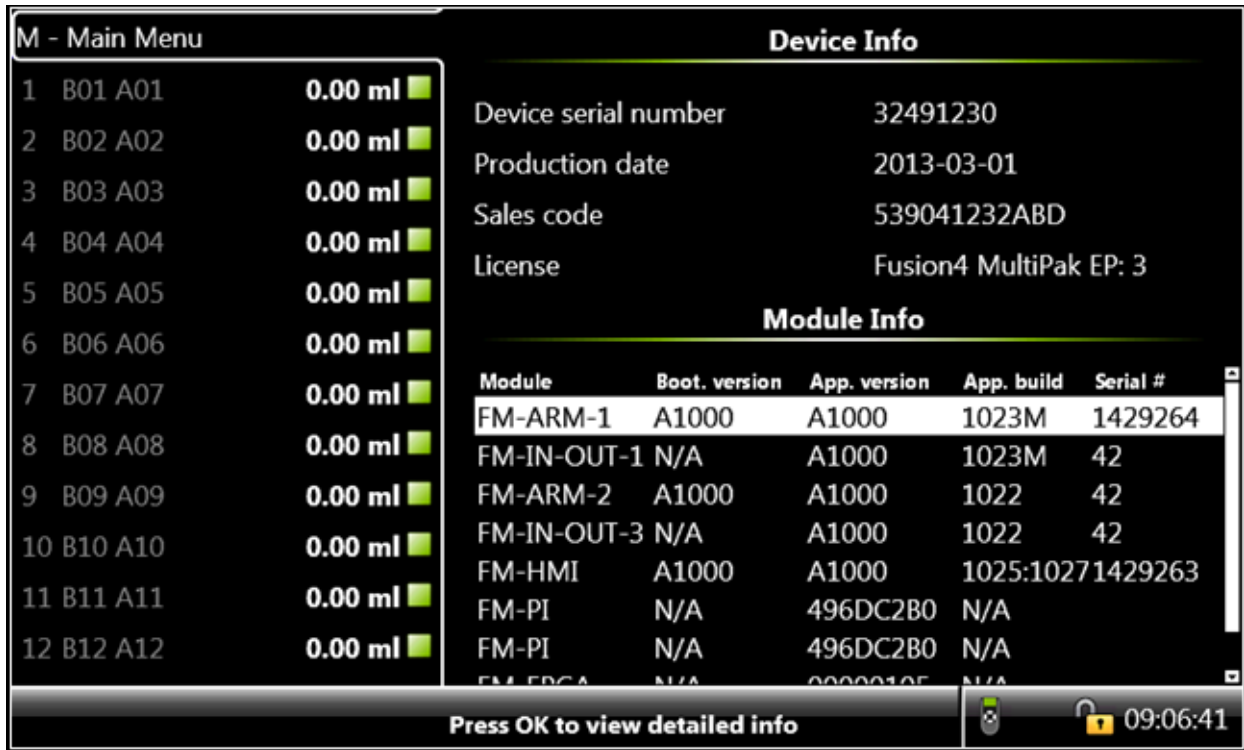 M - Main Menu
1 B01 A01 0.00 ml
2 B02 A02 0.00 ml
3 B03 A03 0.00 ml
4 B04 A04 0.00 ml
5 B05 A05 0.00 ml
6 B06 A06 0.00 ml
7 B07 A07 0.00 ml
8 B08 A08 0.00 ml
9 B09 A09 0.00 ml
10 B10 A10 0.00 ml
11 B11 A11 0.00 ml
12 B12 A12 0.00 ml
Device Info
Device serial number 32491230
Production date 2013-03-01
Sales code 539041232ABD
License Fusion4 MultiPak EP: 3
Module Info
Module Boot. version App. version App. build Serial #
FM-ARM-1 A1000 A1000 1023M 1429264
FM-IN-OUT-1 N/A A1000 1023M 42
FM-ARM-2 A1000 A1000 1022 42
FM-IN-OUT-3 N/A A1000 1022 42
FM-HMI A1000 A1000 1025:10271429263
FM-PI N/A 496DC2B0 N/A
FM-PI N/A 496DC2B0 N/A
Press OK to view detailed info
09:06:41